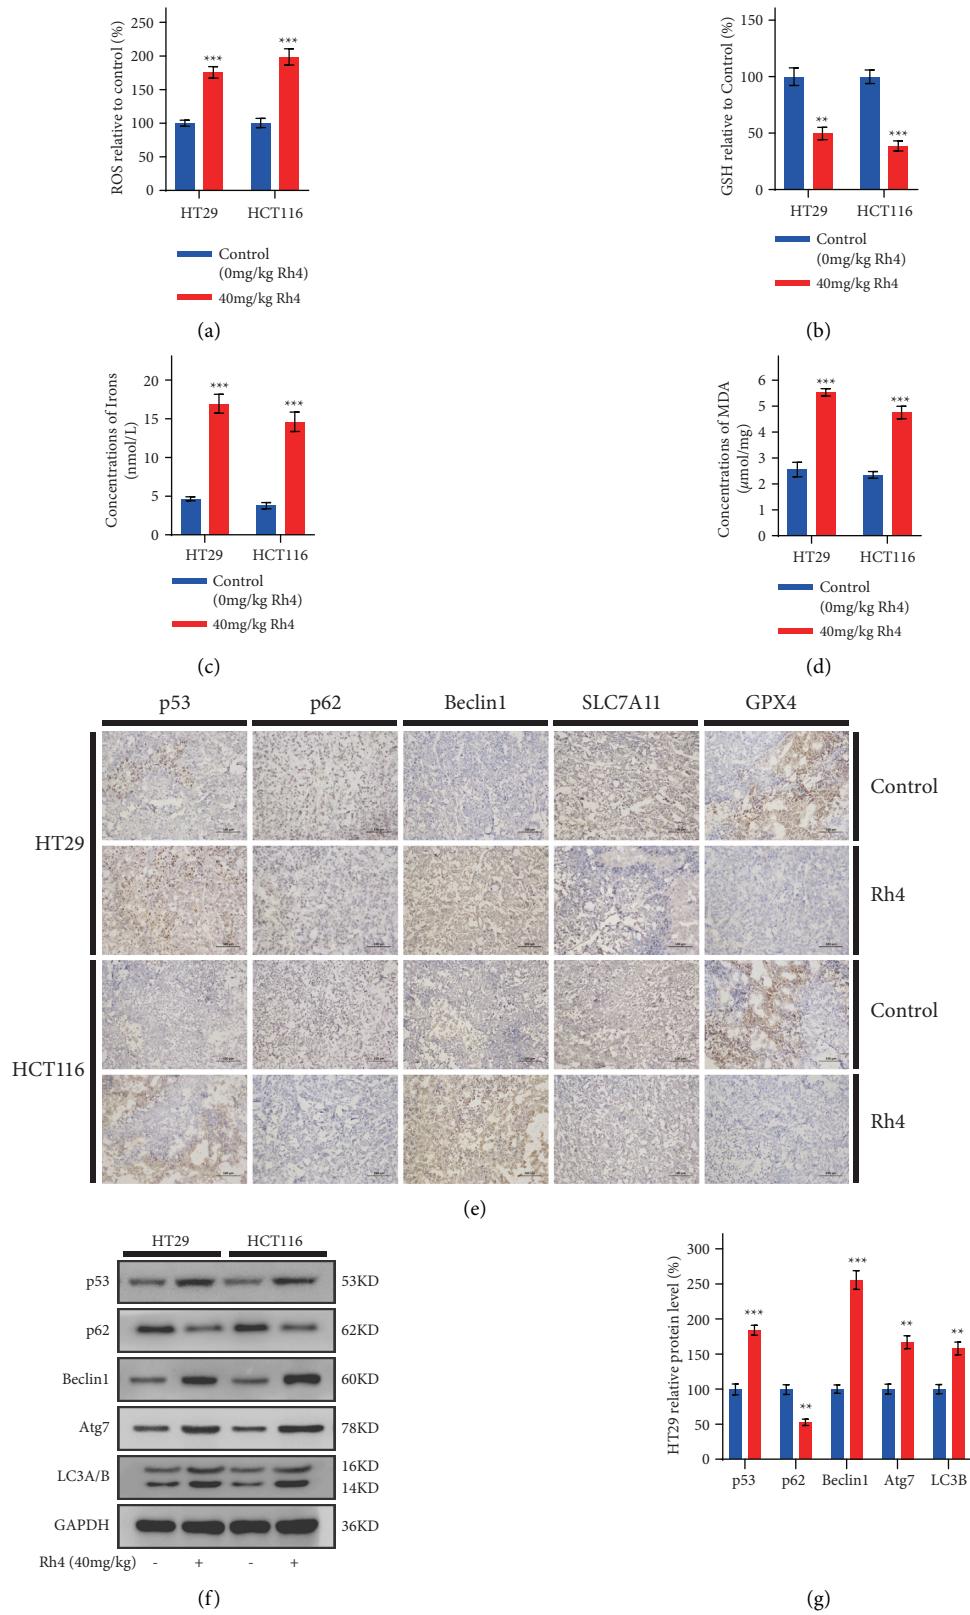 ROS relative to control (%)
250
200
150
100
50
0
***
***
HT29
HCT116
Control
(0mg/kg Rh4)
40mg/kg Rh4
(a)
GSH relative to Control (%)
150
100
50
0
**
***
HT29
HCT116
Control
(0mg/kg Rh4)
40mg/kg Rh4
(b)
Concentrations of Irons
(nmol/L)
20
15
10
5
0
***
***
HT29
HCT116
Control
(0mg/kg Rh4)
40mg/kg Rh4
(c)
Concentrations of MDA
(μmol/mg)
6
5
4
3
2
1
0
***
***
HT29
HCT116
Control
(0mg/kg Rh4)
40mg/kg Rh4
(d)
p53 p62 Beclin1 SLC7A11 GPX4
HT29
Control
Rh4
HCT116
Control
Rh4
(e)
HT29 HCT116
p53 53KD
p62 62KD
Beclin1 60KD
Atg7 78KD
LC3A/B 16KD
14KD
GAPDH 36KD
Rh4 (40mg/kg) - + - +
(f)
HT29 relative protein level (%)
300
250
200
150
100
50
0
***
**
***
**
**
p53 p62 Beclin1 Atg7 LC3B
(g)